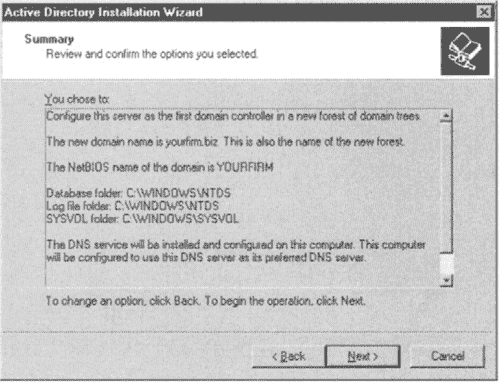 Active Directory Installation Wizard
Summary
Review and confirm the options you selected.
You chose to:
Configure this server as the first domain controller in a new forest of domain trees.
The new domain name is yourfirm.biz. This is also the name of the new forest.
The NetBIOS name of the domain is YOURFIRM
Database folder: C:\WINDOWS\NTDS
Log file folder: C:\WINDOWS\NTDS
SYSVOL folder: C:\WINDOWS\SYSVOL
The DNS service will be installed and configured on this computer. This computer
will be configured to use this DNS server as its preferred DNS server.
To change an option, click Back. To begin the operation, click Next.
< Back
Next >
Cancel